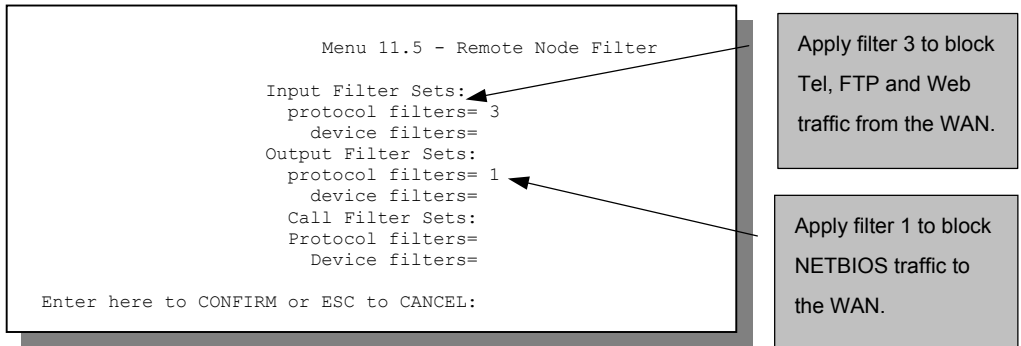 Menu 11.5 - Remote Node Filter
Input Filter Sets:
protocol filters= 3
device filters=
Output Filter Sets:
protocol filters= 1
device filters=
Call Filter Sets:
Protocol filters=
Device filters=
Enter here to CONFIRM or ESC to CANCEL:
Apply filter 3 to block
Tel, FTP and Web
traffic from the WAN.
Apply filter 1 to block
NETBIOS traffic to
the WAN.